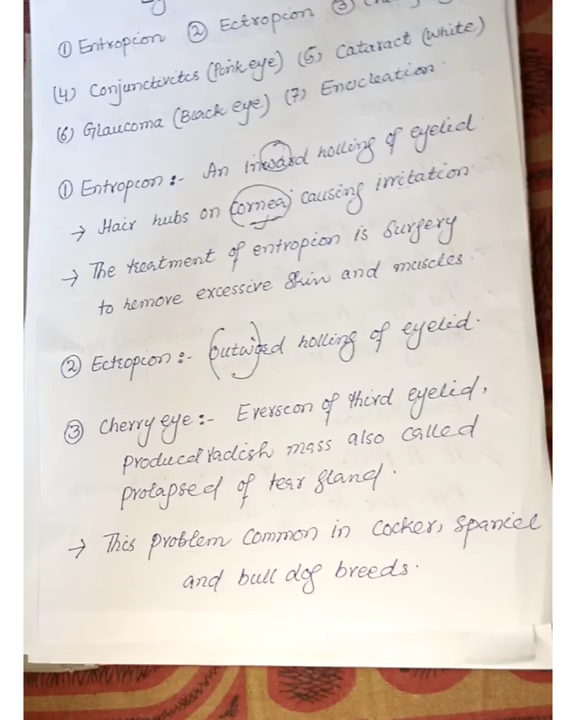 ① Entropion ② Ectropion ③
(4) Conjunctivites (Pink eye) (5) Cataract (White)
(6) Glaucoma (Black eye) (7) Enucleation
① Entropion :- An Inward rolling of eyelid
→ Hair rubs on cornea causing irritation
→ The treatment of entropion is Surgery
to remove excessive Skin and muscles.
② Ectropion :- Outward rolling of eyelid.
③ Cherry eye :- Everscon of third eyelid,
Produced radish mass also called
prolapsed of tear gland.
→ This Problem Common in Cocker, Spaniel
and bull dog breeds.